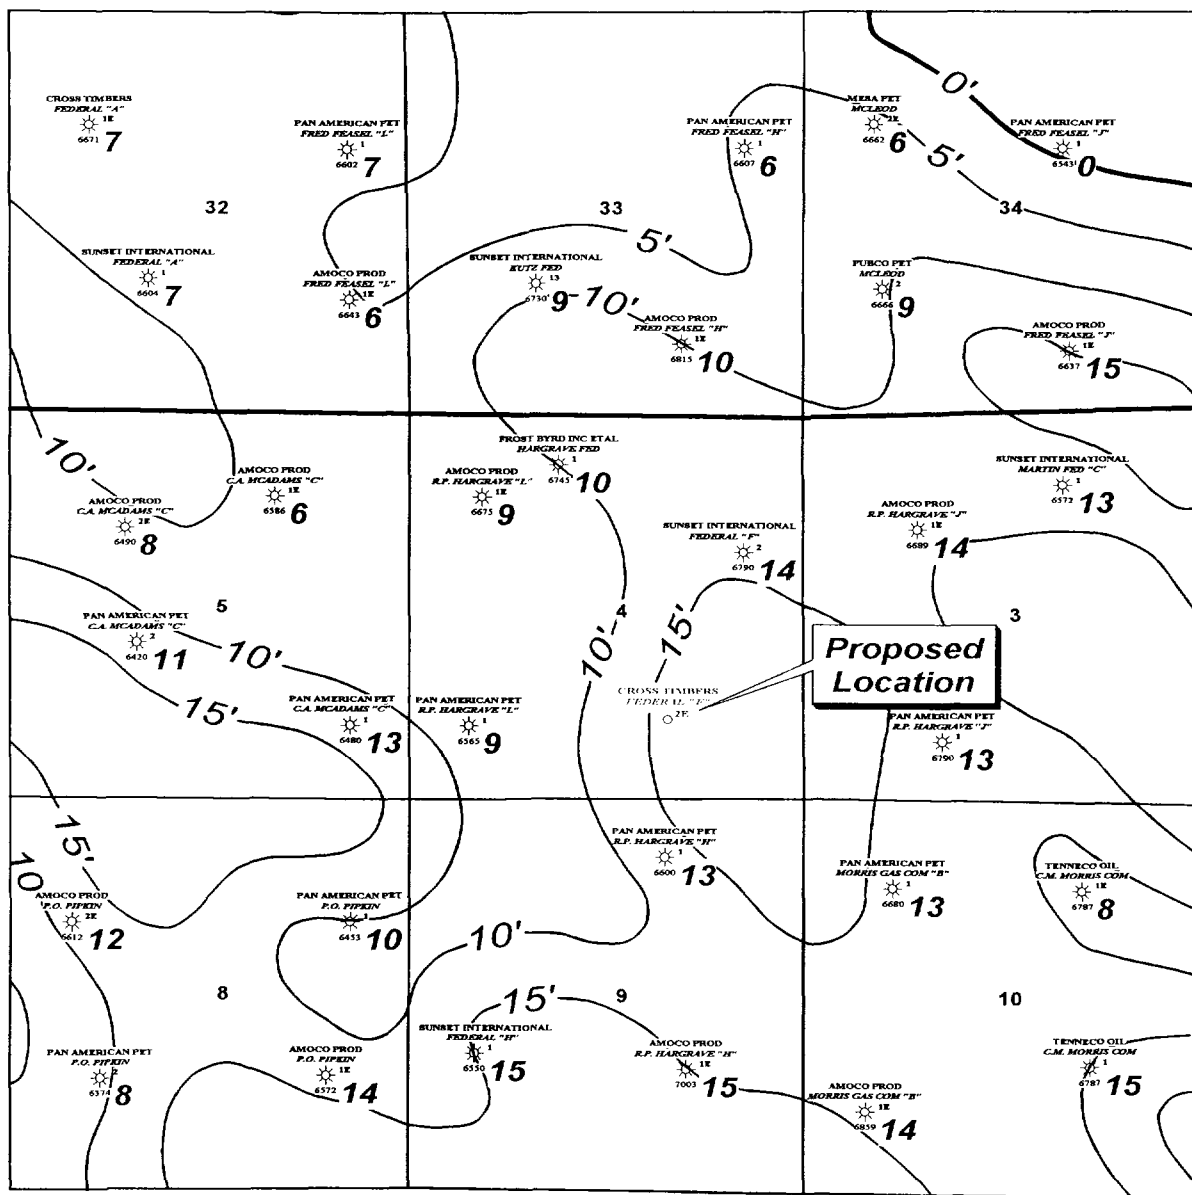 0'
CROSS TIMBERS
FEDERAL "A"
1E
6671 7
PAN AMERICAN PET
FRED FEASEL "L"
1
6602 7
PAN AMERICAN PET
FRED FEASEL "H"
1
6607 6
MESA PET
MCLEOD
2E
6662 6
PAN AMERICAN PET
FRED FEASEL "J"
1
6543 0
5'
32
33
34
5'
SUNSET INTERNATIONAL
FEDERAL "A"
1
6604 7
AMOCO PROD
FRED FEASEL "L"
1E
6643 6
SUNSET INTERNATIONAL
KUTZ FED
13
6730 9
10'
PUBCO PET
MCLEOD
2
6666 9
AMOCO PROD
FRED FEASEL "H"
1E
6815 10
AMOCO PROD
FRED FEASEL "J"
1E
6637 15
10'
AMOCO PROD
C.A. MCADAMS "C"
2E
6490 8
AMOCO PROD
C.A. MCADAMS "C"
1E
6586 6
AMOCO PROD
R.P. HARGRAVE "L"
1E
6675 9
FROST BYRD INC ETAL
HARGRAVE FED
1
6745 10
SUNSET INTERNATIONAL
MARTIN FED "C"
1
6572 13
SUNSET INTERNATIONAL
FEDERAL "F"
2
6790 14
AMOCO PROD
R.P. HARGRAVE "J"
1E
6689 14
5
4
3
PAN AMERICAN PET
C.A. MCADAMS "C"
2
6420 11
10'
10'
15'
Proposed
Location
15'
PAN AMERICAN PET
C.A. MCADAMS "C"
1
6480 13
PAN AMERICAN PET
R.P. HARGRAVE "L"
1
6565 9
CROSS TIMBERS
FEDERAL "F"
2E
PAN AMERICAN PET
R.P. HARGRAVE "J"
1
6790 13
15'
10
PAN AMERICAN PET
R.P. HARGRAVE "H"
1
6600 13
AMOCO PROD
P.O. PIPKIN
2E
6612 12
PAN AMERICAN PET
P.O. PIPKIN
1
6453 10
10'
PAN AMERICAN PET
MORRIS GAS COM "B"
1
6680 13
TENNECO OIL
C.M. MORRIS COM
1E
6787 8
8
15'
9
10
PAN AMERICAN PET
P.O. PIPKIN
2
6374 8
AMOCO PROD
P.O. PIPKIN
1E
6572 14
SUNSET INTERNATIONAL
FEDERAL "H"
1
6550 15
AMOCO PROD
R.P. HARGRAVE "H"
1E
7003 15
AMOCO PROD
MORRIS GAS COM "B"
1E
6859 14
TENNECO OIL
C.M. MORRIS COM
1
6787 15